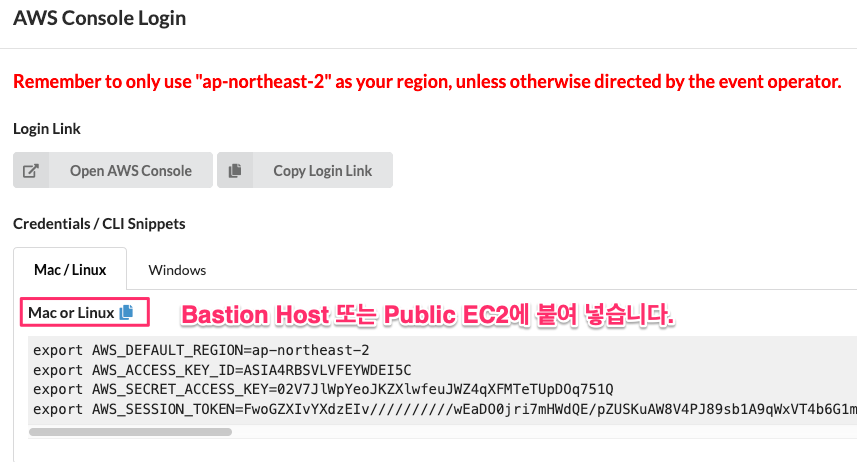 AWS Console Login
Remember to only use "ap-northeast-2" as your region, unless otherwise directed by the event operator.
Login Link
Open AWS Console
Copy Login Link
Credentials / CLI Snippets
Mac / Linux
Windows
Mac or Linux
Bastion Host 또는 Public EC2에 붙여 넣습니다.
export AWS_DEFAULT_REGION=ap-northeast-2
export AWS_ACCESS_KEY_ID=ASIA4RBSVLVFEYWDEI5C
export AWS_SECRET_ACCESS_KEY=02V7JlWpYeoJKZXlwfeuJWZ4qXFMTeTUpDOq751Q
export AWS_SESSION_TOKEN=FwoGZXIvYXdzEIv//////////wEaDO0jri7mHWdQE/pZUSKuAW8V4PJ89sb1A9qWxVT4b6G1m